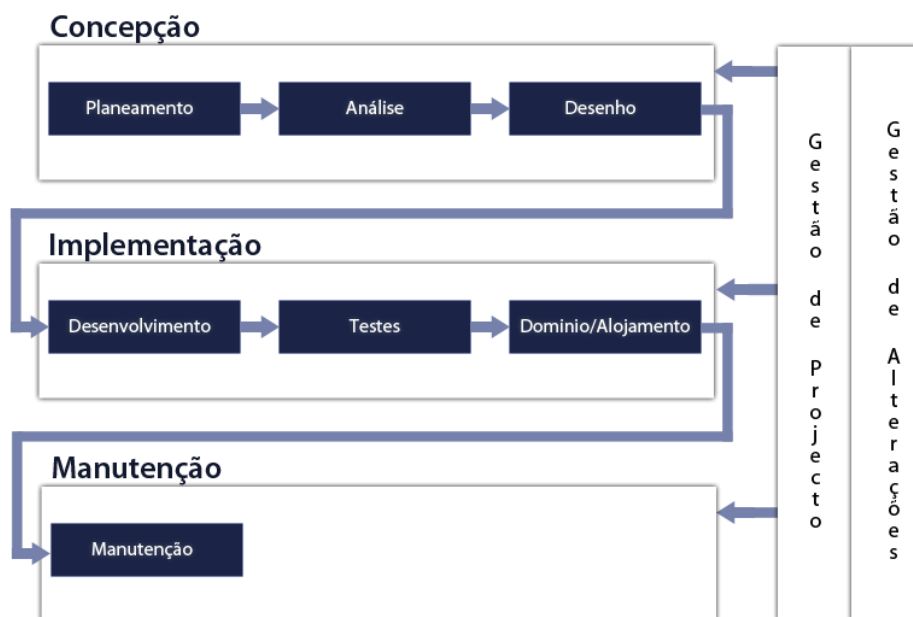 Concepção
Planeamento
Análise
Desenho
Implementação
Desenvolvimento
Testes
Dominio/Alojamento
Manutenção
Manutenção
Gestão de Projecto
Gestão de Alterações